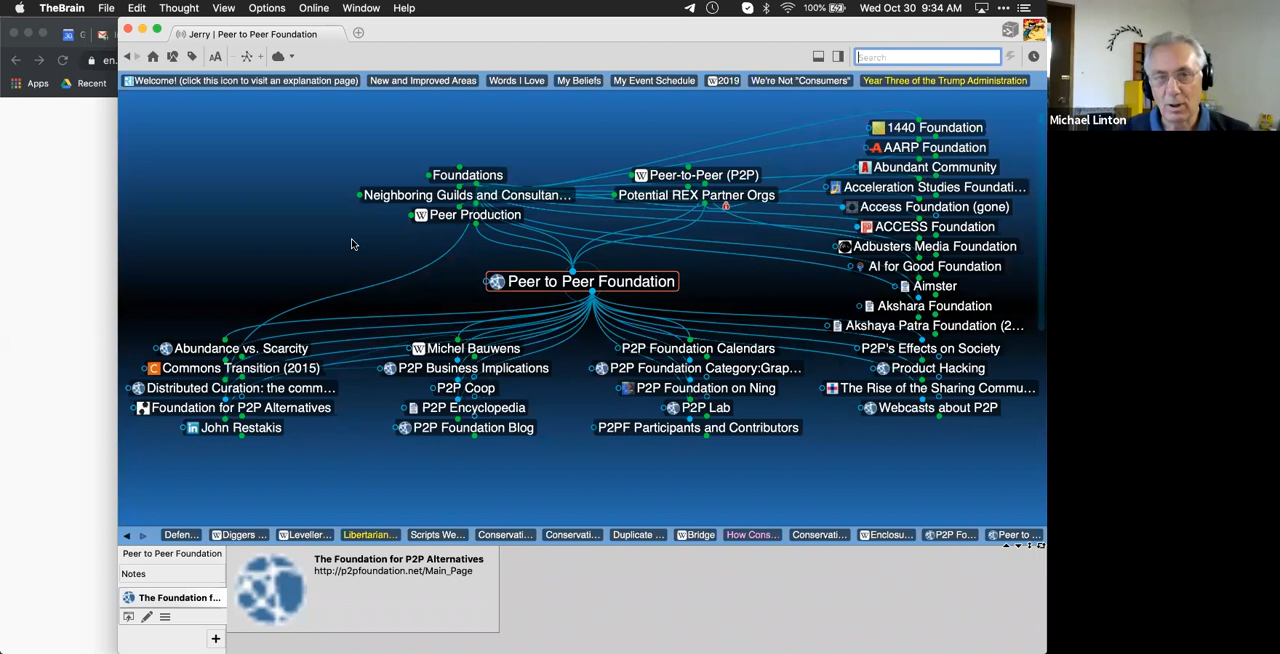 TheBrain File Edit Thought View Options Online Window Help 100% Wed Oct 30 9:34 AM
Jerry | Peer to Peer Foundation
AA
Search
en.
Apps Recent
Welcome! (click this icon to visit an explanation page) New and Improved Areas Words I Love My Beliefs My Event Schedule 2019 We're Not "Consumers" Year Three of the Trump Administration
Michael Linton
Foundations
Neighboring Guilds and Consultan...
Peer Production
Peer-to-Peer (P2P)
Potential REX Partner Orgs
1440 Foundation
AARP Foundation
Abundant Community
Acceleration Studies Foundati...
Access Foundation (gone)
ACCESS Foundation
Adbusters Media Foundation
AI for Good Foundation
Aimster
Akshara Foundation
Akshaya Patra Foundation (2...
Peer to Peer Foundation
Abundance vs. Scarcity
Commons Transition (2015)
Distributed Curation: the comm...
Foundation for P2P Alternatives
John Restakis
Michel Bauwens
P2P Business Implications
P2P Coop
P2P Encyclopedia
P2P Foundation Blog
P2P Foundation Calendars
P2P Foundation Category:Grap...
P2P Foundation on Ning
P2P Lab
P2PF Participants and Contributors
P2P's Effects on Society
Product Hacking
The Rise of the Sharing Commu...
Webcasts about P2P
Defen... Diggers ... Leveller... Libertarian... Scripts We... Conservati... Conservati... Duplicate ... Bridge How Cons... Conservati... Enclosu... P2P Fo... Peer to ...
Peer to Peer Foundation
Notes
The Foundation f...
The Foundation for P2P Alternatives
http://p2pfoundation.net/Main_Page